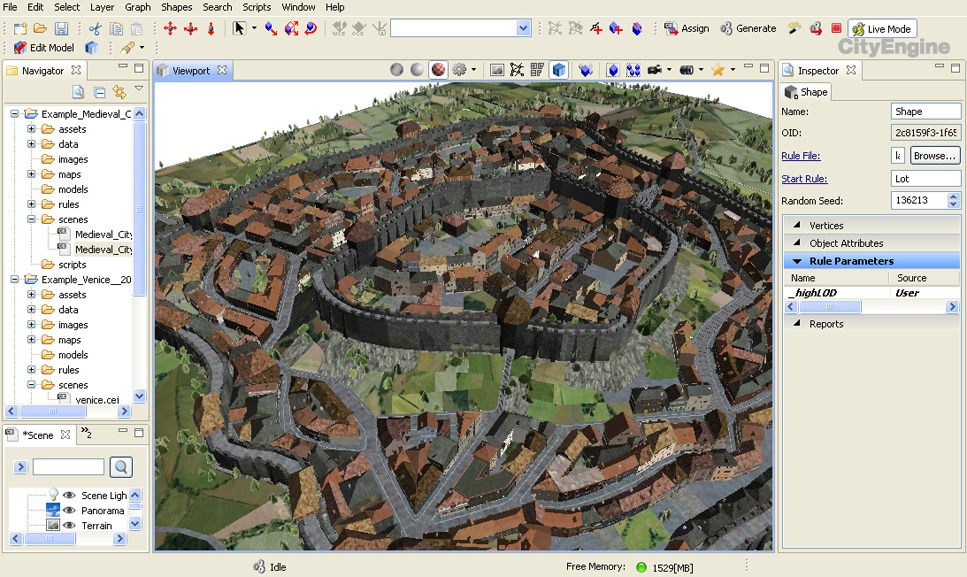 File Edit Select Layer Graph Shapes Search Scripts Window Help
Assign Generate Live Mode
Edit Model
CityEngine
Navigator
Example_Medieval_C
assets
data
images
maps
models
rules
scenes
Medieval_City
Medieval_City
scripts
Example_Venice__20
assets
data
images
maps
models
rules
scenes
venice.cej
*Scene 2
Scene Ligh
Panorama
Terrain
Viewport
Inspector
Shape
Name: Shape
OID: 2c8159f3-1f65
Rule File: Browse...
Start Rule: Lot
Random Seed: 136213
Vertices
Object Attributes
Rule Parameters
Name Source
_highLOD User
Reports
Idle Free Memory: 1529[MB]